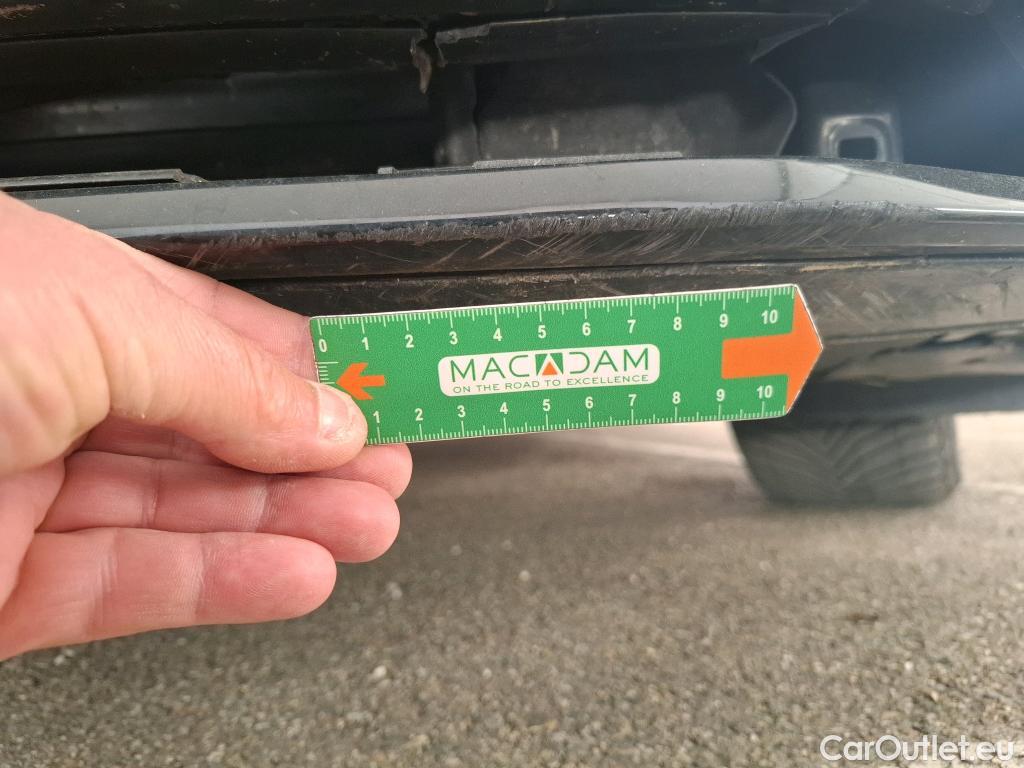 0 1 2 3 4 5 6 7 8 9 10
MACADAM
ON THE ROAD TO EXCELLENCE
1 2 3 4 5 6 7 8 9 10
CarOutlet.eu